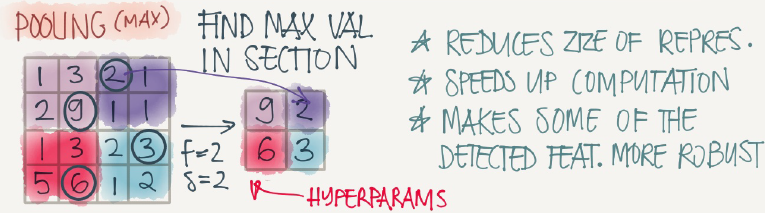 POOLING (MAX)
FIND MAX VAL
IN SECTION
1 3 2 1
2 9 1 1
1 3 2 3
5 6 1 2
f=2
s=2
9 2
6 3
HYPERPARAMS
★ REDUCES ZIZE OF REPRES.
★ SPEEDS UP COMPUTATION
★ MAKES SOME OF THE
DETECTED FEAT. MORE ROBUST